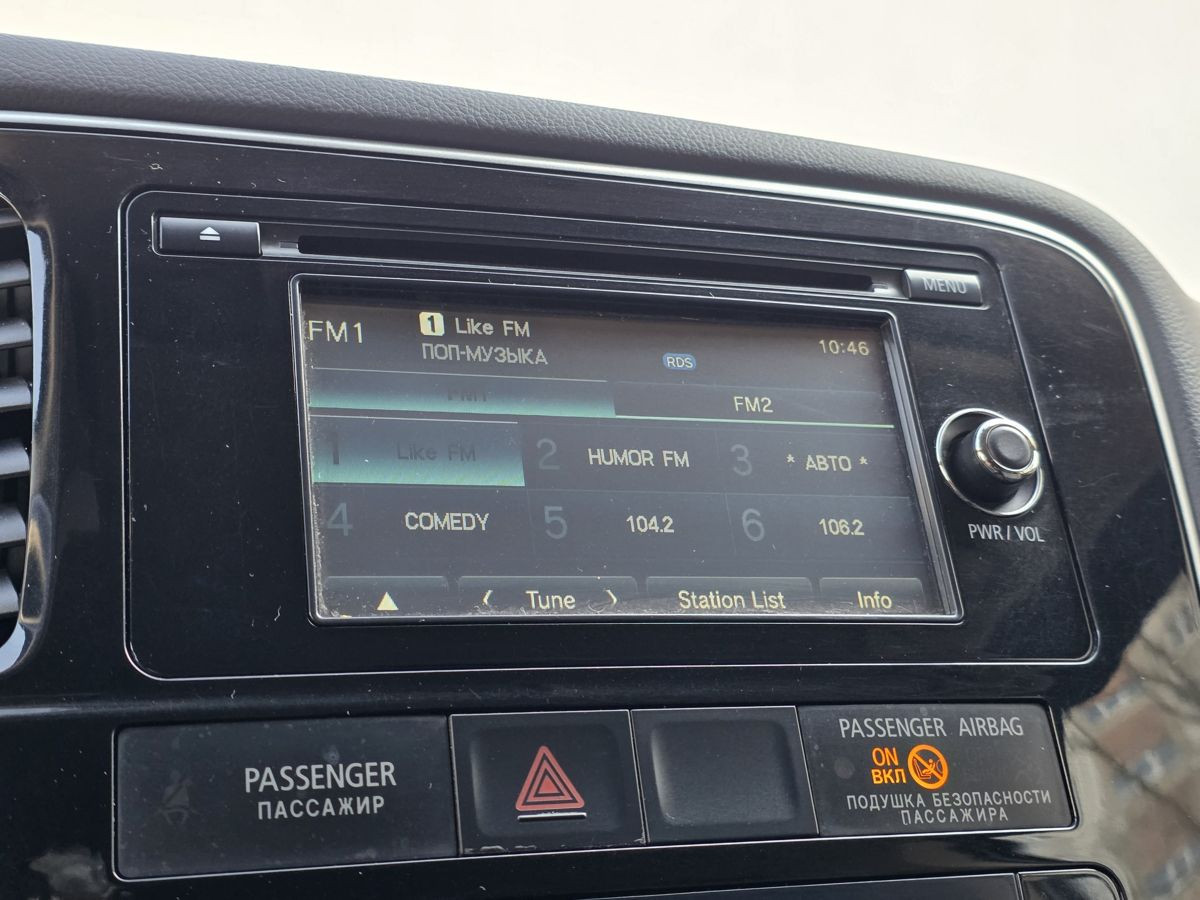 MENU
FM1
1 Like FM
ПОП-МУЗЫКА
RDS
10:46
FM1
FM2
1 Like FM
2 HUMOR FM
3 * АВТО *
4 COMEDY
5 104.2
6 106.2
Tune
Station List
Info
PWR / VOL
PASSENGER
ПАССАЖИР
PASSENGER AIRBAG
ON
ВКЛ
ПОДУШКА БЕЗОПАСНОСТИ
ПАССАЖИРА